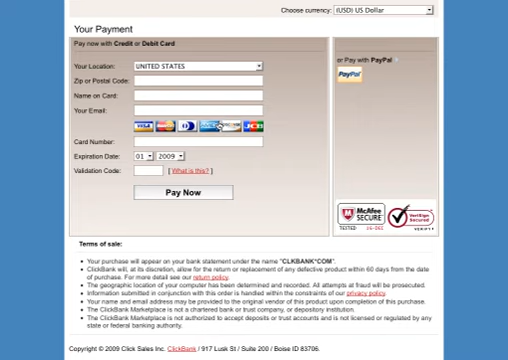 Choose currency: (USD) US Dollar
Your Payment
Pay now with Credit or Debit Card
Your Location: UNITED STATES
Zip or Postal Code:
Name on Card:
Your Email:
VISA
Card Number:
Expiration Date: 01 2009
Validation Code: [ What is this? ]
Pay Now
or Pay with PayPal
PayPal
McAfee SECURE
TESTED
VeriSign Secured
VERIFY
Terms of sale:
• Your purchase will appear on your bank statement under the name "CLKBANK*COM".
• ClickBank will, at its discretion, allow for the return or replacement of any defective product within 60 days from the date
of purchase. For more detail see our return policy.
• The geographic location of your computer has been determined and recorded. All attempts at fraud will be prosecuted.
• Information submitted in conjunction with this order is handled within the constraints of our privacy policy.
• Your name and email address may be provided to the original vendor of this product upon completion of this purchase.
• The ClickBank Marketplace is not a chartered bank or trust company, or depository institution.
• The ClickBank Marketplace is not authorized to accept deposits or trust accounts and is not licensed or regulated by any
state or federal banking authority.
Copyright © 2009 Click Sales Inc. ClickBank / 917 Lusk St / Suite 200 / Boise ID 83706.